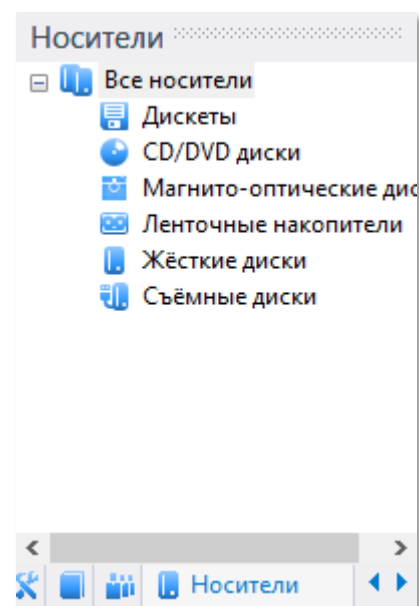 Носители
Все носители
Дискеты
CD/DVD диски
Магнито-оптические дис
Ленточные накопители
Жёсткие диски
Съёмные диски
Носители